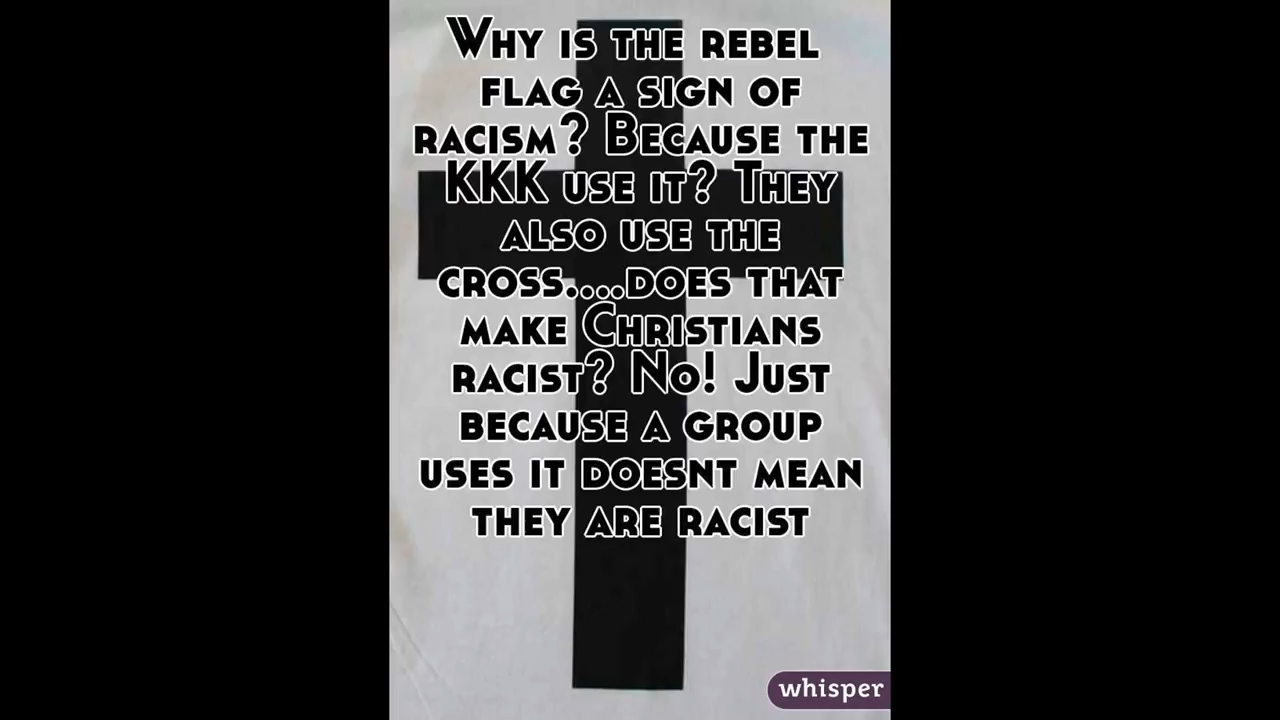 Why is the rebel
flag a sign of
racism? Because the
KKK use it? They
also use the
cross....does that
make Christians
racist? No! Just
because a group
uses it doesnt mean
they are racist
whisper